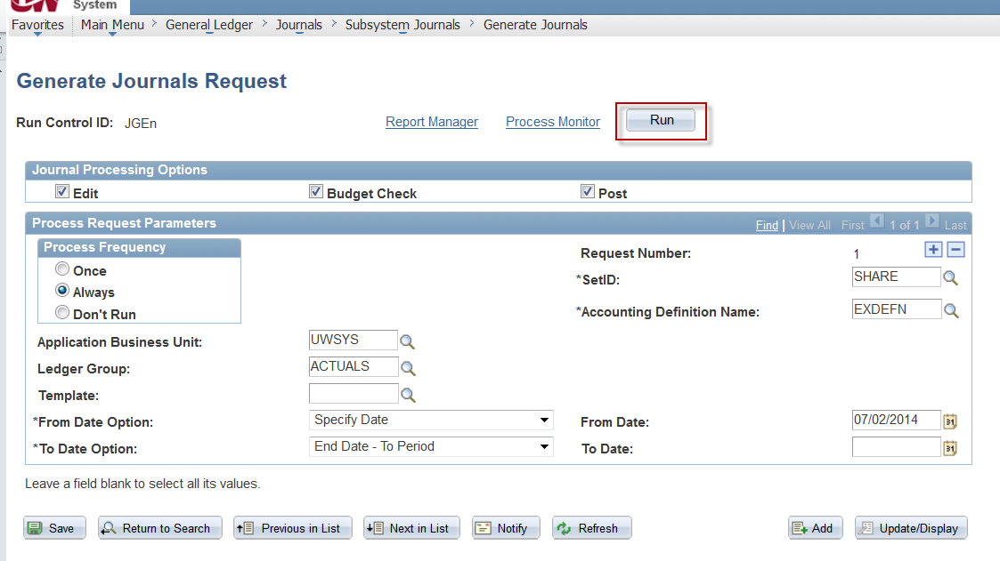 System
Favorites Main Menu > General Ledger > Journals > Subsystem Journals > Generate Journals
Generate Journals Request
Run Control ID: JGEn Report Manager Process Monitor Run
Journal Processing Options
Edit Budget Check Post
Process Request Parameters Find | View All First 1 of 1 Last
Process Frequency
Once
Always
Don't Run
Request Number: 1
*SetID: SHARE
*Accounting Definition Name: EXDEFN
Application Business Unit: UWSYS
Ledger Group: ACTUALS
Template:
*From Date Option: Specify Date From Date: 07/02/2014
*To Date Option: End Date - To Period To Date:
Leave a field blank to select all its values.
Save Return to Search Previous in List Next in List Notify Refresh Add Update/Display